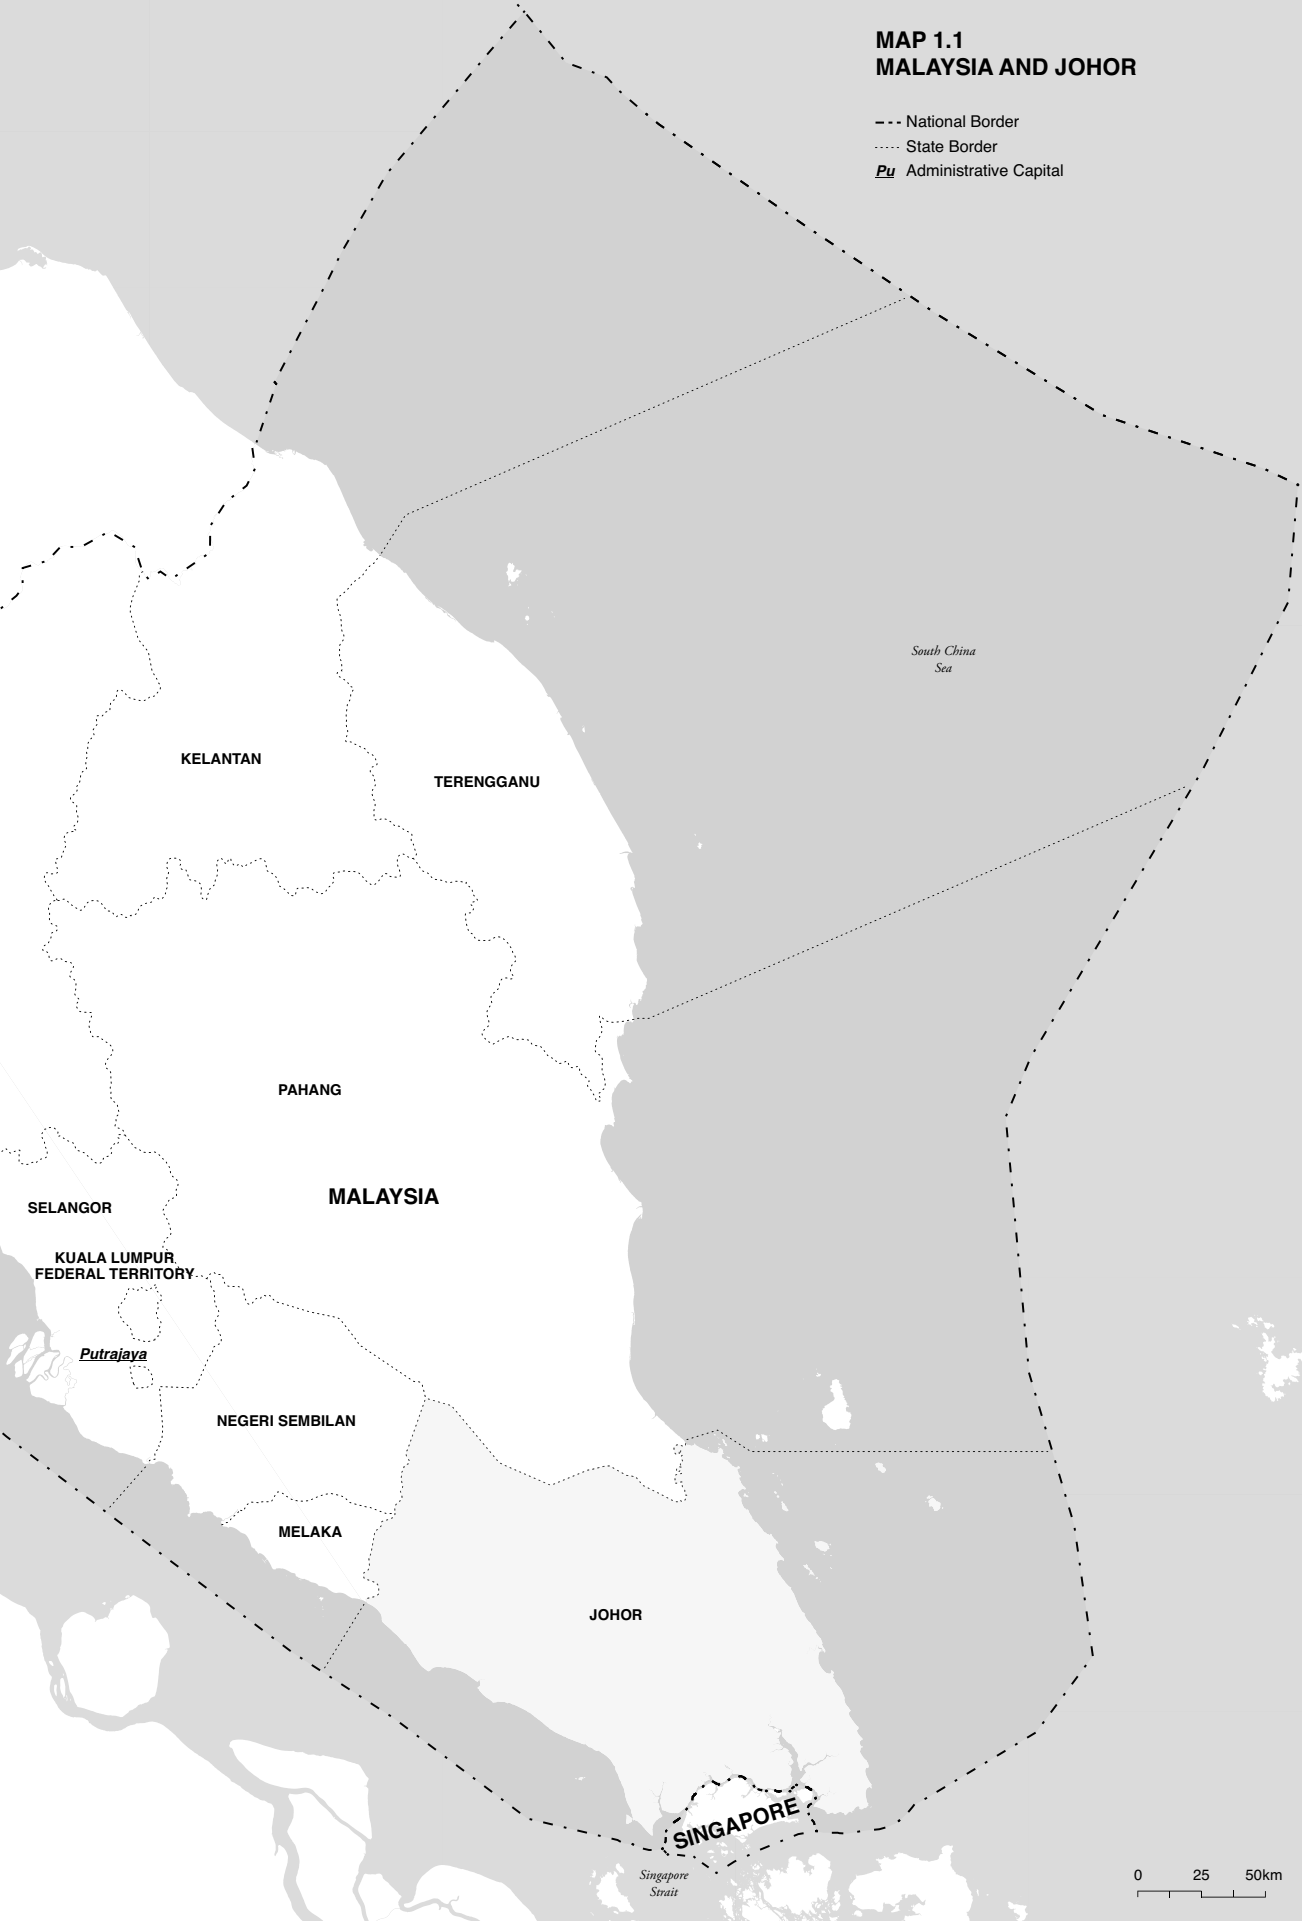 MAP 1.1
MALAYSIA AND JOHOR
National Border
State Border
Pu Administrative Capital
South China
Sea
KELANTAN
TERENGGANU
PAHANG
MALAYSIA
SELANGOR
KUALA LUMPUR
FEDERAL TERRITORY
Putrajaya
NEGERI SEMBILAN
MELAKA
JOHOR
SINGAPORE
Singapore
Strait
0 25 50km